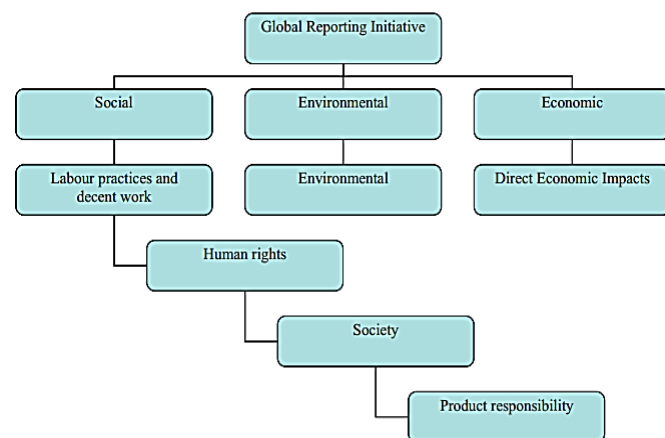 Global Reporting Initiative
Social
Environmental
Economic
Labour practices and
decent work
Environmental
Direct Economic Impacts
Human rights
Society
Product responsibility